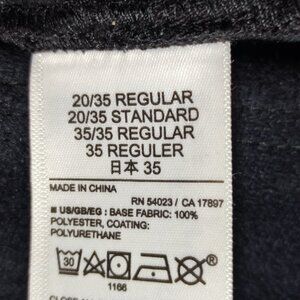 20/35 REGULAR
20/35 STANDARD
35/35 REGULAR
35 REGULER
日本 35
MADE IN CHINA
RN 54023 / CA 17897
■ US/GB/EG : BASE FABRIC: 100%
POLYESTER, COATING:
POLYURETHANE
30
®
1166